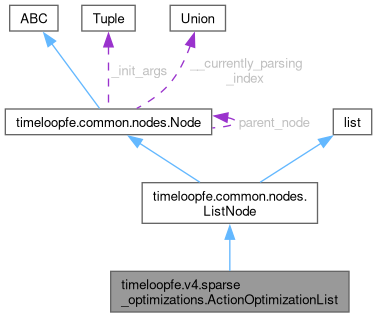 ABC
Tuple
Union
_init_args
__currently_parsing
_index
timeloopfe.common.nodes.Node
parent_node
list
timeloopfe.common.nodes.
ListNode
timeloopfe.v4.sparse
_optimizations.ActionOptimizationList